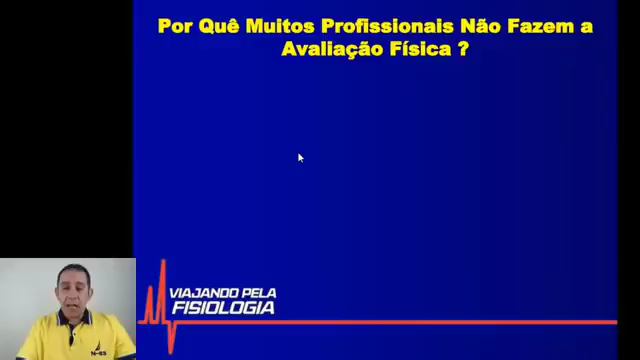 Por Quê Muitos Profissionais Não Fazem a
Avaliação Física ?
VIAJANDO PELA
FISIOLOGIA